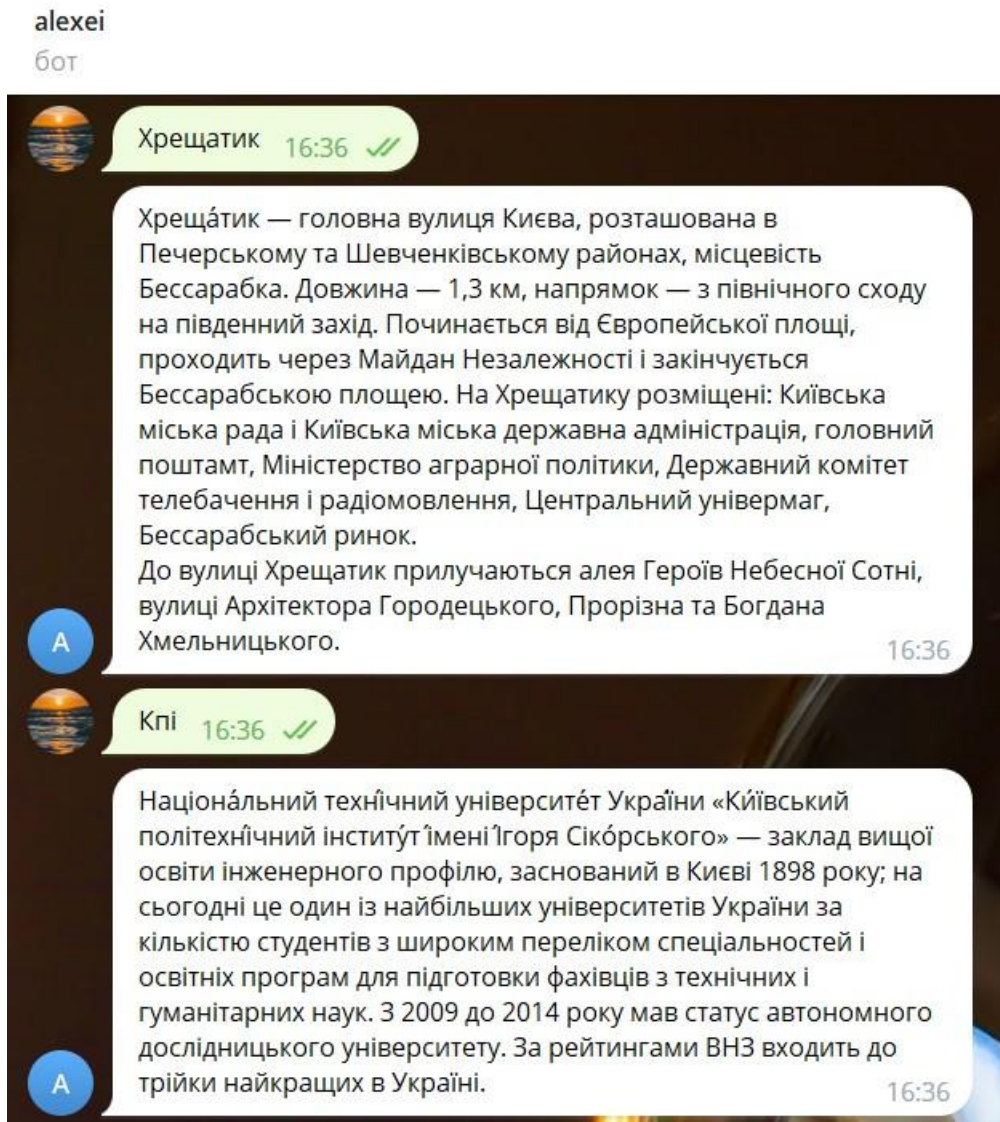 alexei
бот
Хрещатик 16:36
Хреща́тик — головна вулиця Києва, розташована в
Печерському та Шевченківському районах, місцевість
Бессарабка. Довжина — 1,3 км, напрямок — з північного сходу
на південний захід. Починається від Європейської площі,
проходить через Майдан Незалежності і закінчується
Бессарабською площею. На Хрещатику розміщені: Київська
міська рада і Київська міська державна адміністрація, головний
поштамт, Міністерство аграрної політики, Державний комітет
телебачення і радіомовлення, Центральний універмаг,
Бессарабський ринок.
До вулиці Хрещатик прилучаються алея Героїв Небесної Сотні,
вулиці Архітектора Городецького, Прорізна та Богдана
Хмельницького.
А
16:36
Кпі 16:36
Націона́льний техні́чний університе́т Украї́ни «Ки́ївський
політехні́чний інститу́т і́мені І́горя Сіко́рського» — заклад вищої
освіти інженерного профілю, заснований в Києві 1898 року; на
сьогодні це один із найбільших університетів України за
кількістю студентів з широким переліком спеціальностей і
освітніх програм для підготовки фахівців з технічних і
гуманітарних наук. З 2009 до 2014 року мав статус автономного
дослідницького університету. За рейтингами ВНЗ входить до
трійки найкращих в Україні.
А
16:36